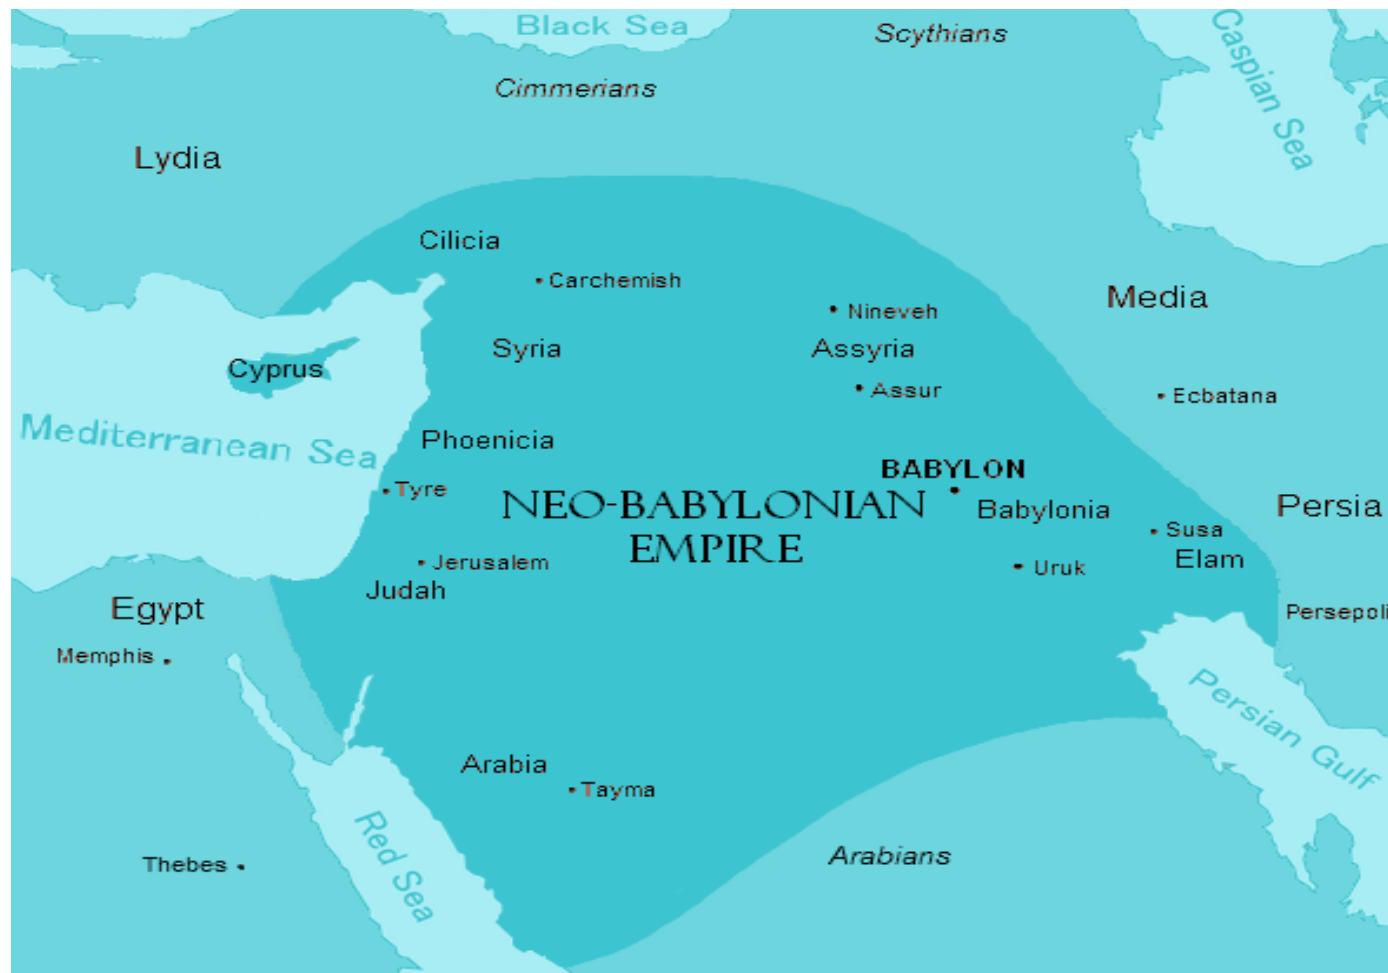 Black Sea
Scythians
Caspian Sea
Cimmerians
Lydia
Cilicia
Carchemish
Media
Nineveh
Syria
Assyria
Cyprus
Assur
Ecbatana
Mediterranean Sea
Phoenicia
BABYLON
Tyre
NEO-BABYLONIAN
EMPIRE
Babylonia
Persia
Susa
Elam
Jerusalem
Judah
Uruk
Egypt
Persepoli
Memphis
Persian Gulf
Arabia
Tayma
Red Sea
Thebes
Arabians